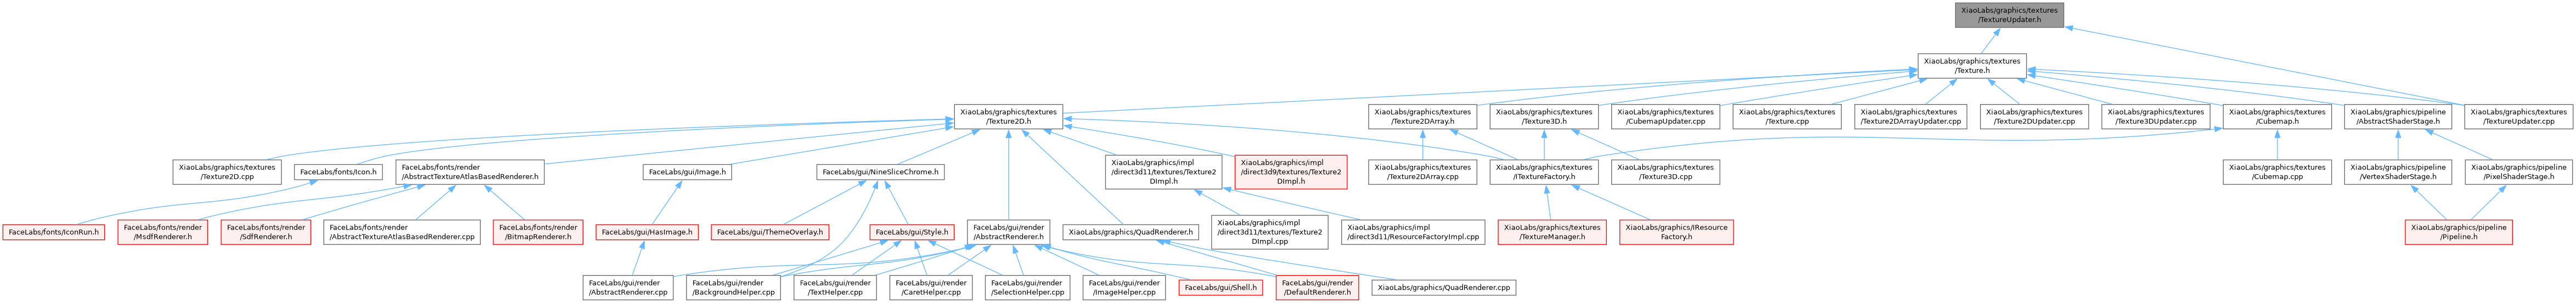 XiaoLabs/graphics/textures
/TextureUpdater.h
XiaoLabs/graphics/textures
/Texture.h
XiaoLabs/graphics/textures
/Texture2D.h
XiaoLabs/graphics/textures
/Texture2DArray.h
XiaoLabs/graphics/textures
/Texture3D.h
XiaoLabs/graphics/textures
/CubemapUpdater.cpp
XiaoLabs/graphics/textures
/Texture.cpp
XiaoLabs/graphics/textures
/Texture2DArrayUpdater.cpp
XiaoLabs/graphics/textures
/Texture2DUpdater.cpp
XiaoLabs/graphics/textures
/Texture3DUpdater.cpp
XiaoLabs/graphics/textures
/Cubemap.h
XiaoLabs/graphics/pipeline
/AbstractShaderStage.h
XiaoLabs/graphics/textures
/TextureUpdater.cpp
XiaoLabs/graphics/textures
/Texture2D.cpp
FaceLabs/fonts/Icon.h
FaceLabs/fonts/render
/AbstractTextureAtlasBasedRenderer.h
FaceLabs/gui/Image.h
FaceLabs/gui/NineSliceChrome.h
XiaoLabs/graphics/impl
/direct3d11/textures/Texture2
DImpl.h
XiaoLabs/graphics/impl
/direct3d9/textures/Texture2
DImpl.h
XiaoLabs/graphics/textures
/Texture2DArray.cpp
XiaoLabs/graphics/textures
/ITextureFactory.h
XiaoLabs/graphics/textures
/Texture3D.cpp
XiaoLabs/graphics/textures
/Cubemap.cpp
XiaoLabs/graphics/pipeline
/VertexShaderStage.h
XiaoLabs/graphics/pipeline
/PixelShaderStage.h
FaceLabs/fonts/IconRun.h
FaceLabs/fonts/render
/MsdfRenderer.h
FaceLabs/fonts/render
/SdfRenderer.h
FaceLabs/fonts/render
/AbstractTextureAtlasBasedRenderer.cpp
FaceLabs/fonts/render
/BitmapRenderer.h
FaceLabs/gui/HasImage.h
FaceLabs/gui/ThemeOverlay.h
FaceLabs/gui/Style.h
FaceLabs/gui/render
/AbstractRenderer.h
XiaoLabs/graphics/QuadRenderer.h
XiaoLabs/graphics/impl
/direct3d11/textures/Texture2
DImpl.cpp
XiaoLabs/graphics/impl
/direct3d11/ResourceFactoryImpl.cpp
XiaoLabs/graphics/textures
/TextureManager.h
XiaoLabs/graphics/IResource
Factory.h
XiaoLabs/graphics/pipeline
/Pipeline.h
FaceLabs/gui/render
/AbstractRenderer.cpp
FaceLabs/gui/render
/BackgroundHelper.cpp
FaceLabs/gui/render
/TextHelper.cpp
FaceLabs/gui/render
/CaretHelper.cpp
FaceLabs/gui/render
/SelectionHelper.cpp
FaceLabs/gui/render
/ImageHelper.cpp
FaceLabs/gui/Shell.h
FaceLabs/gui/render
/DefaultRenderer.h
XiaoLabs/graphics/QuadRenderer.cpp